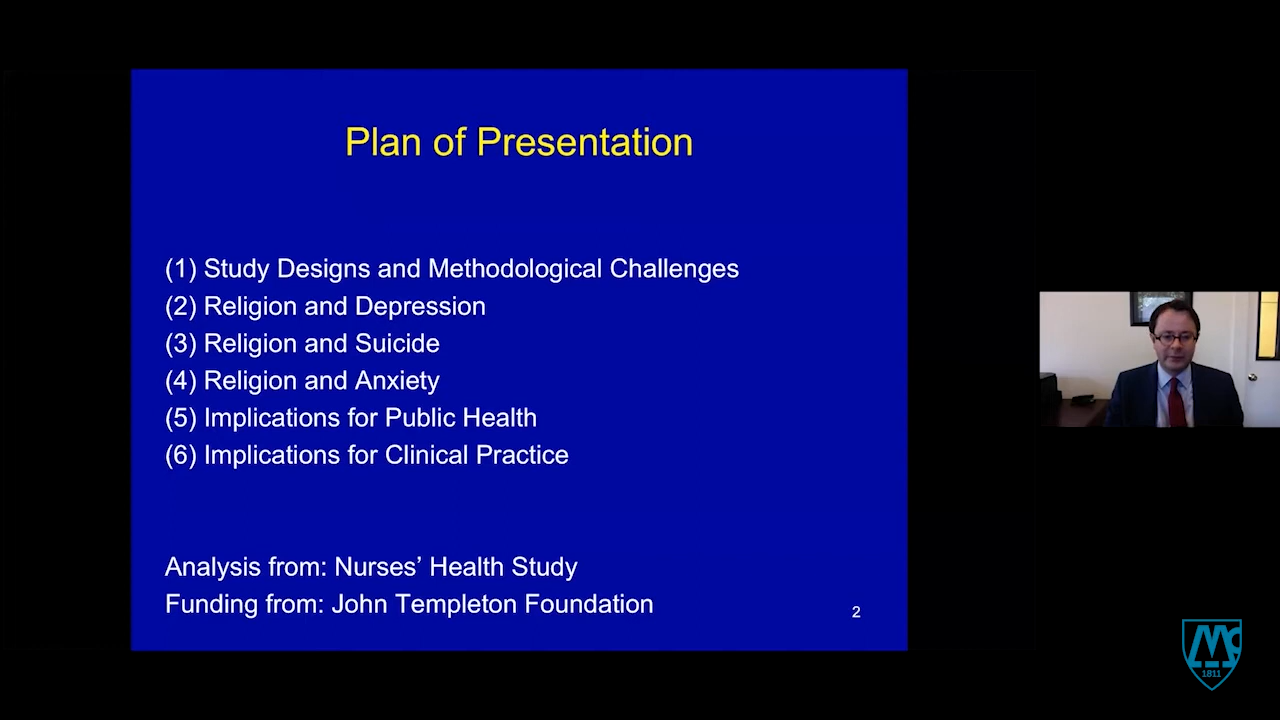 Plan of Presentation
(1) Study Designs and Methodological Challenges
(2) Religion and Depression
(3) Religion and Suicide
(4) Religion and Anxiety
(5) Implications for Public Health
(6) Implications for Clinical Practice
Analysis from: Nurses’ Health Study
Funding from: John Templeton Foundation
2
1811